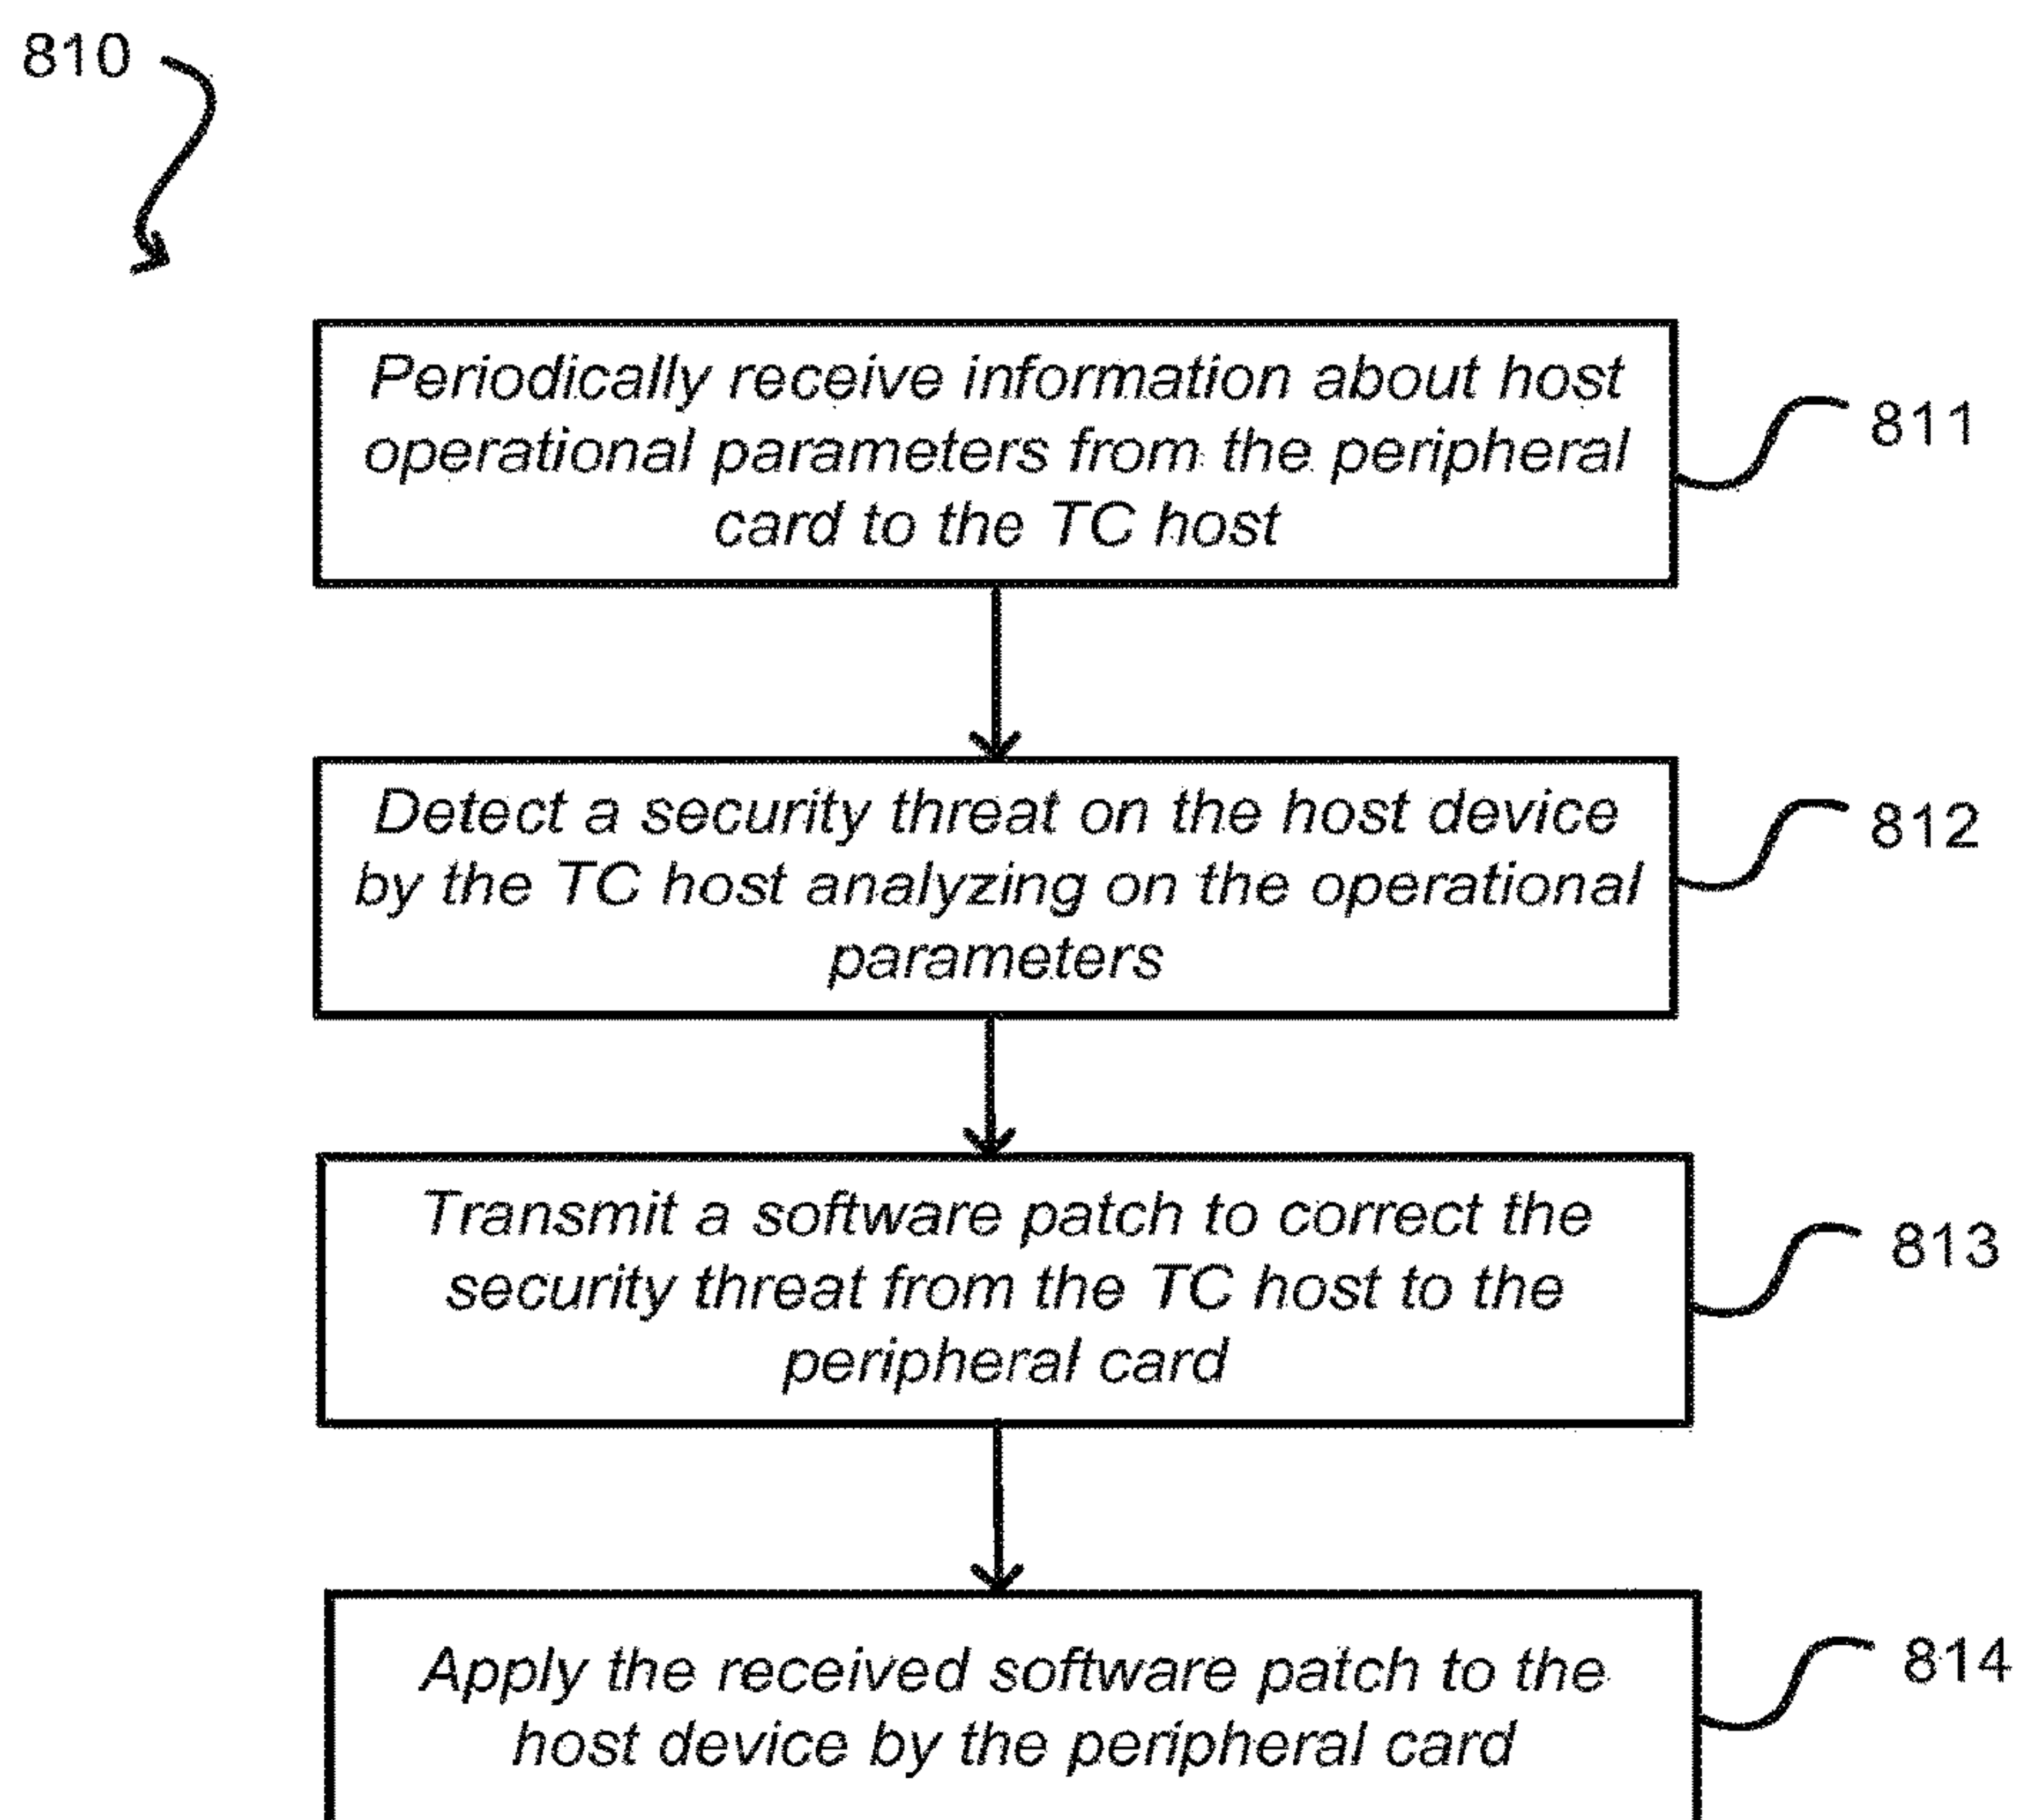 810
Periodically receive information about host
operational parameters from the peripheral
card to the TC host
811
Detect a security threat on the host device
by the TC host analyzing on the operational
parameters
812
Transmit a software patch to correct the
security threat from the TC host to the
peripheral card
813
Apply the received software patch to the
host device by the peripheral card
814